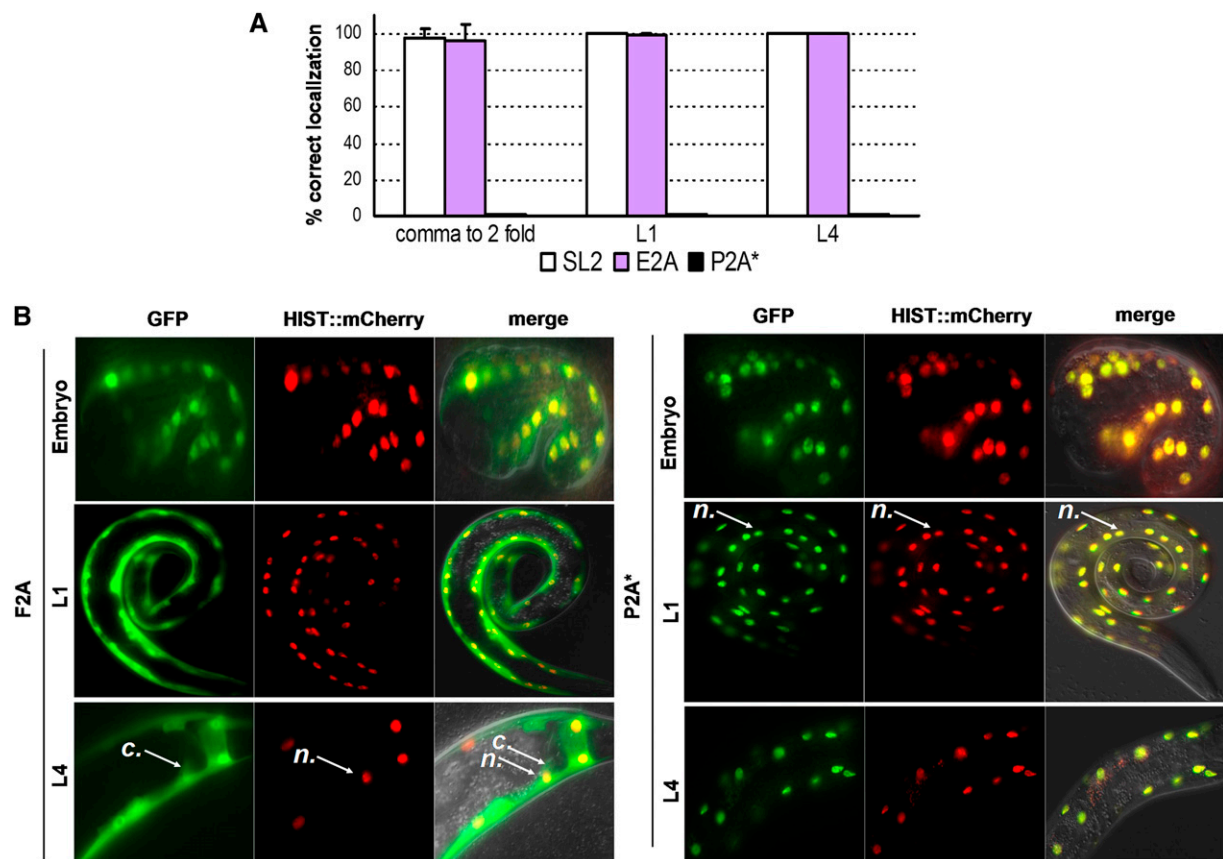 A
% correct localization
100
80
60
40
20
0
comma to 2 fold
L1
L4
SL2
E2A
P2A*
B
GFP
HIST::mCherry
merge
F2A
Embryo
L1
L4
c.
n.
c.
n.
GFP
HIST::mCherry
merge
P2A*
Embryo
L1
L4
n.
n.
n.